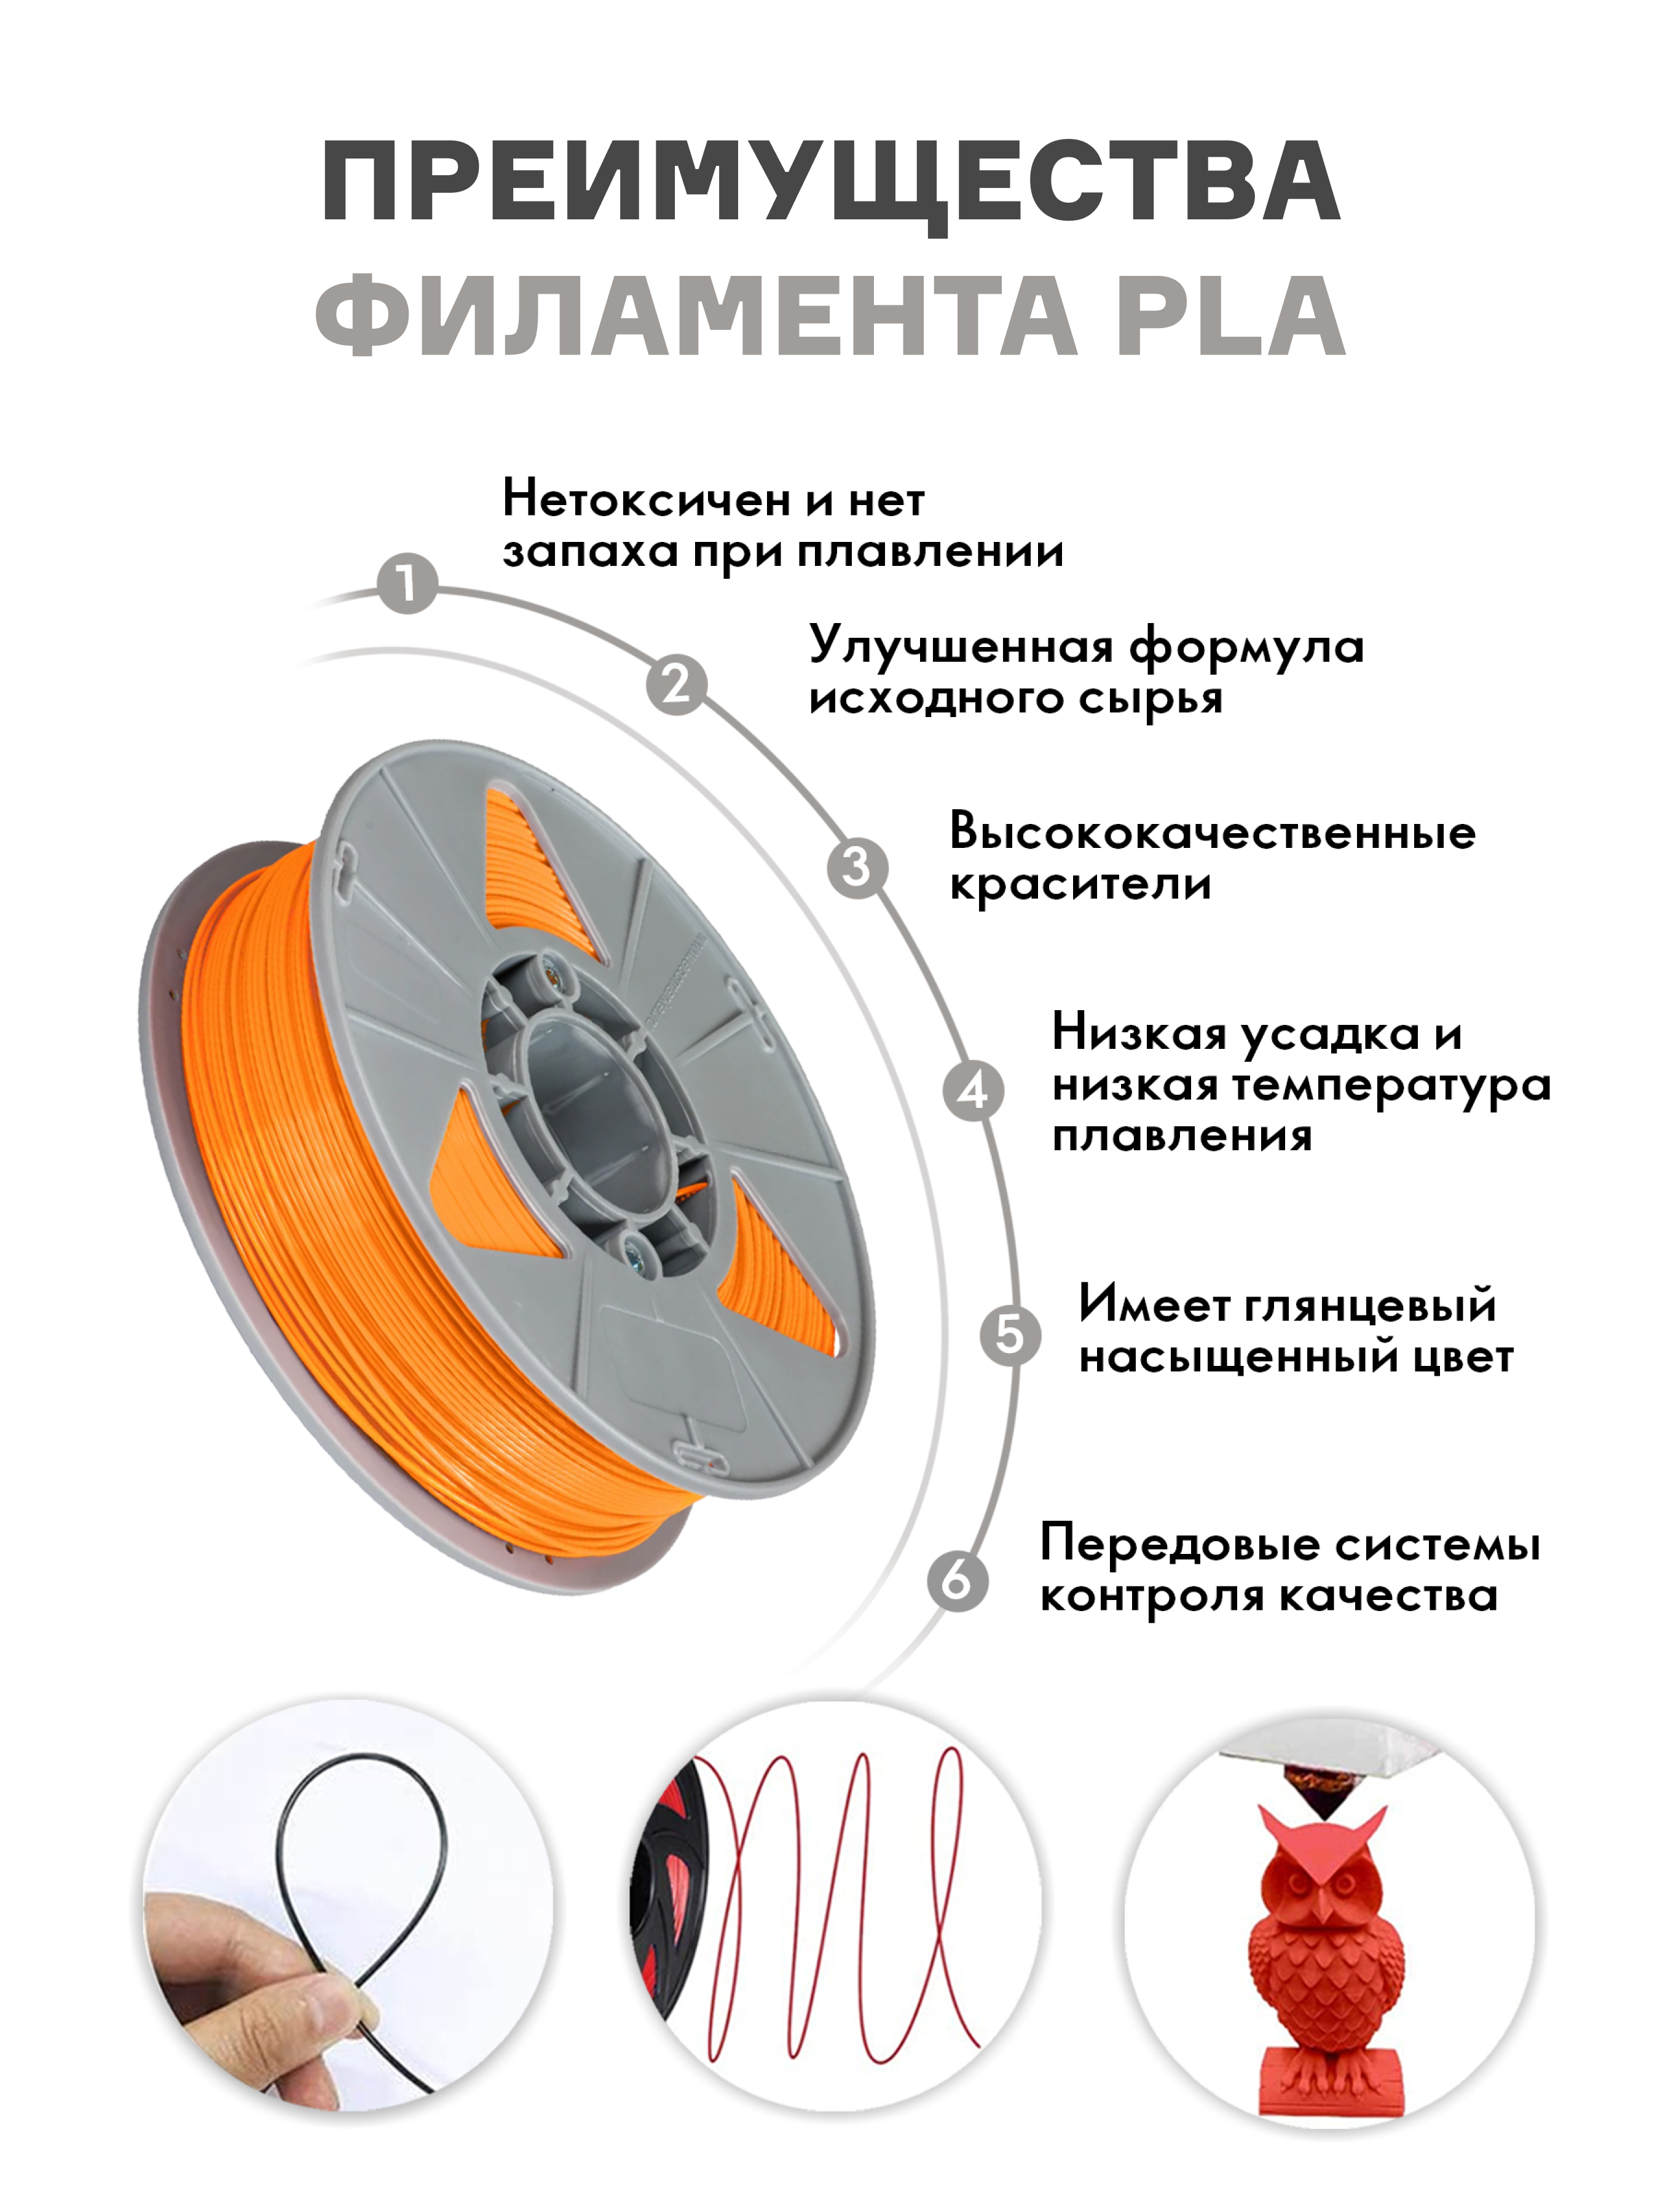 ПРЕИМУЩЕСТВА
ФИЛАМЕНТА PLA
1
Нетоксичен и нет
запаха при плавлении
2
Улучшенная формула
исходного сырья
3
Высококачественные
красители
4
Низкая усадка и
низкая температура
плавления
5
Имеет глянцевый
насыщенный цвет
6
Передовые системы
контроля качества